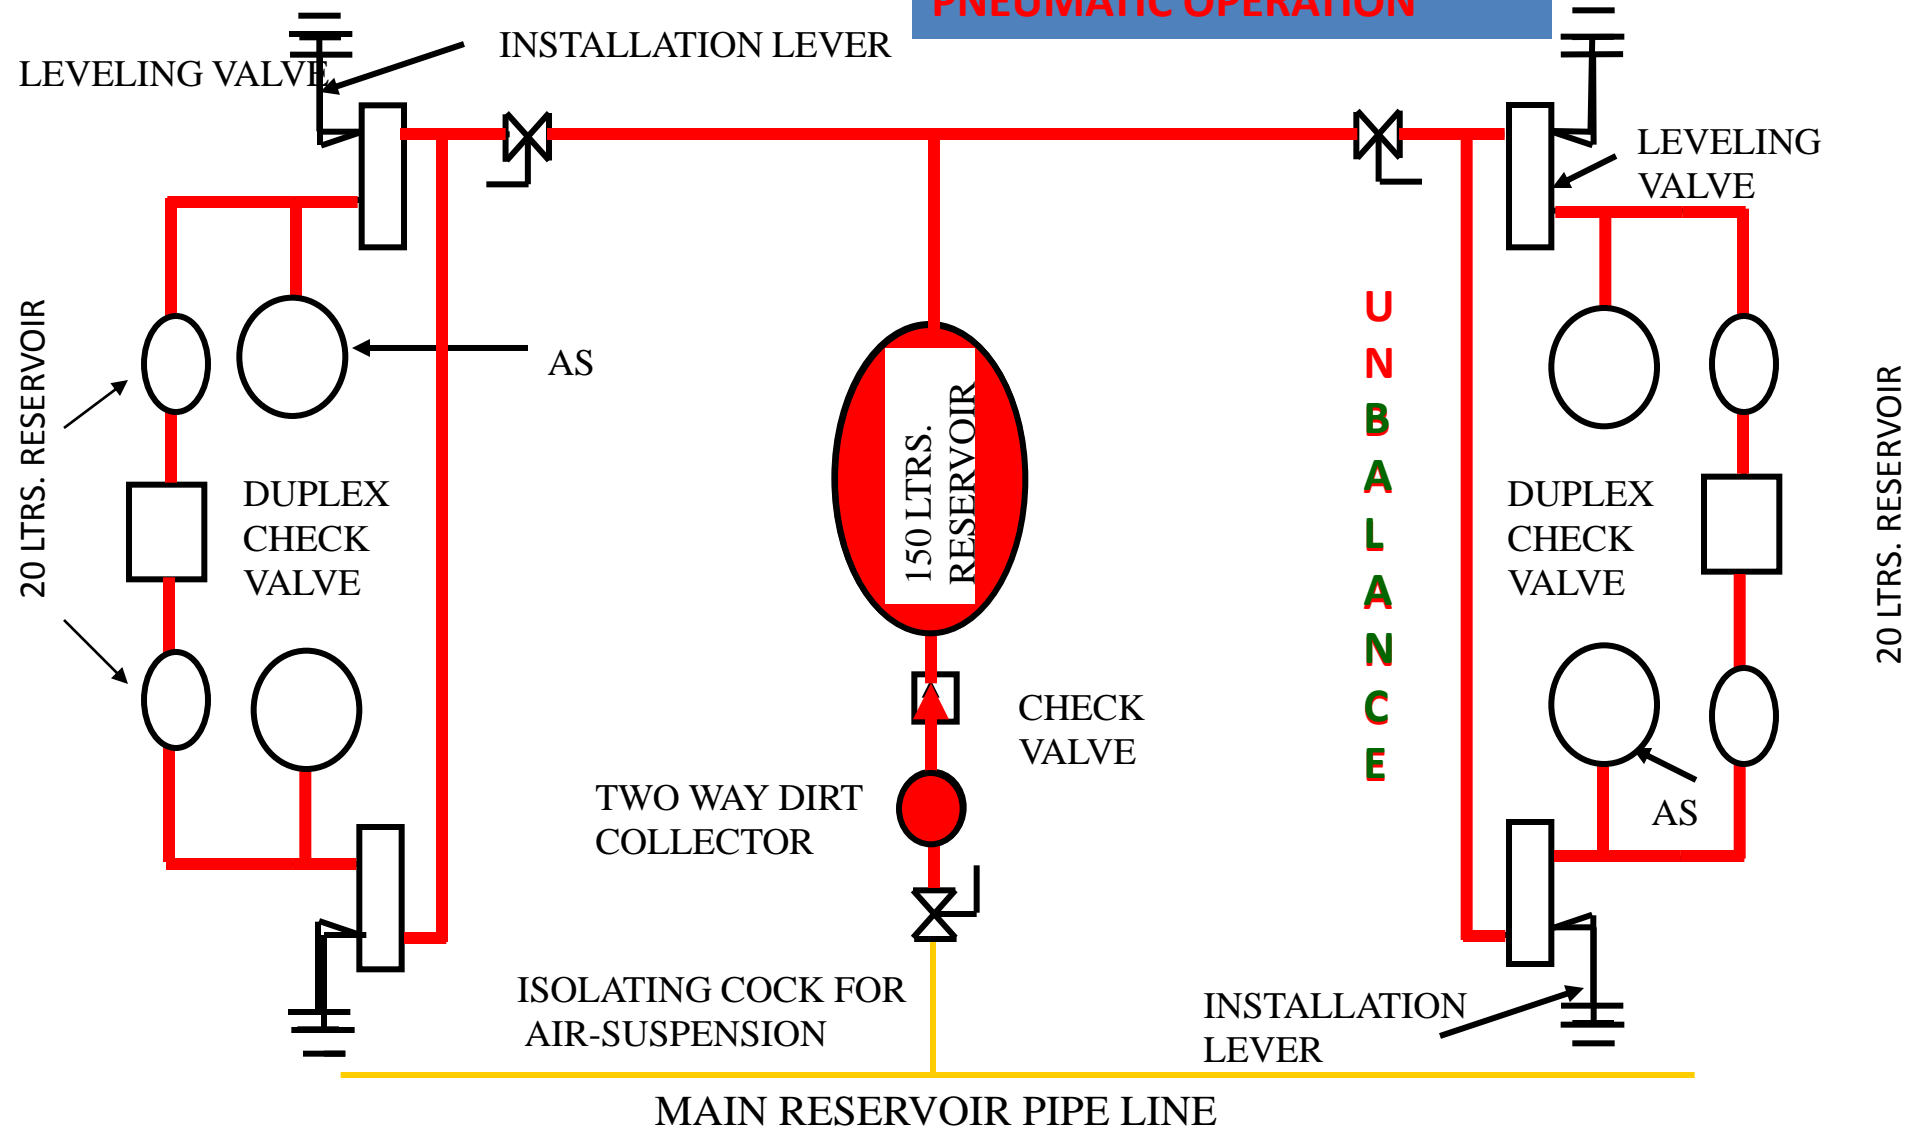 PNEUMATIC OPERATION
INSTALLATION LEVER
LEVELING VALVE
LEVELING
VALVE
20 LTRS. RESERVOIR
AS
150 LTRS.
RESERVOIR
U
N
B
A
L
A
N
C
E
20 LTRS. RESERVOIR
DUPLEX
CHECK
VALVE
DUPLEX
CHECK
VALVE
CHECK
VALVE
TWO WAY DIRT
COLLECTOR
AS
ISOLATING COCK FOR
AIR-SUSPENSION
INSTALLATION
LEVER
MAIN RESERVOIR PIPE LINE